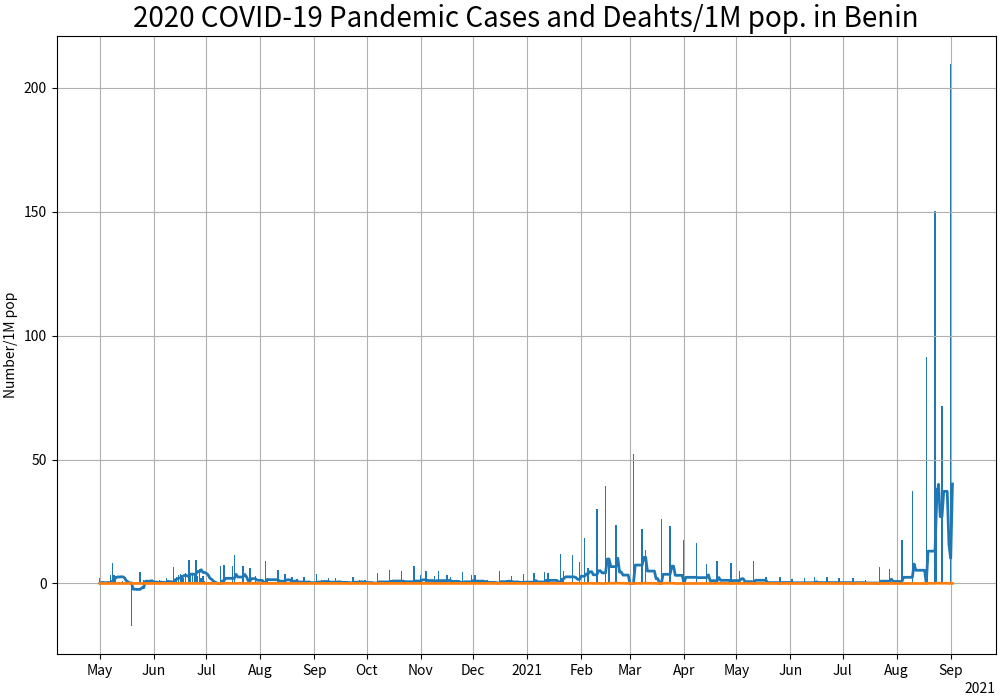 2020 COVID-19 Pandemic Cases and Deahts/1M pop. in Benin
Number/1M pop
200
150
100
50
0
May Jun Jul Aug Sep Oct Nov Dec 2021 Feb Mar Apr May Jun Jul Aug Sep
2021